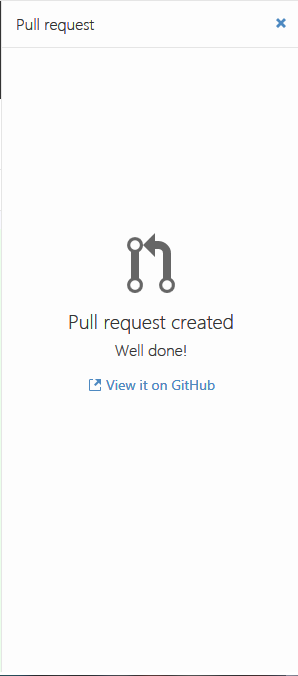 Pull request
Pull request created
Well done!
View it on GitHub